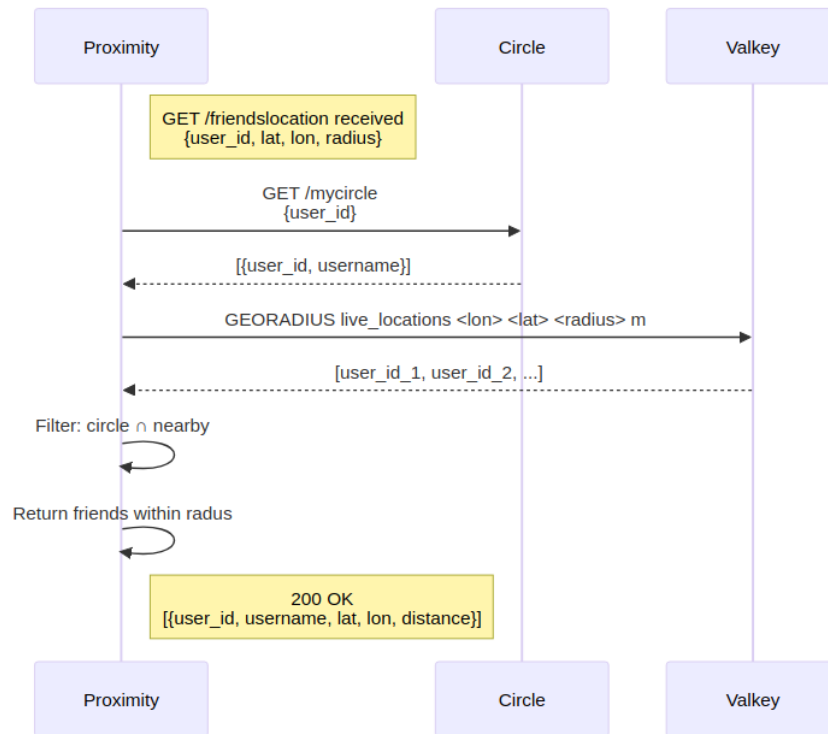 Proximity
Circle
Valkey
GET /friendslocation received
{user_id, lat, lon, radius}
GET /mycircle
{user_id}
[{user_id, username}]
GEORADIUS live_locations <lon> <lat> <radius> m
[user_id_1, user_id_2, ...]
Filter: circle ∩ nearby
Return friends within radus
200 OK
[{user_id, username, lat, lon, distance}]
Proximity
Circle
Valkey